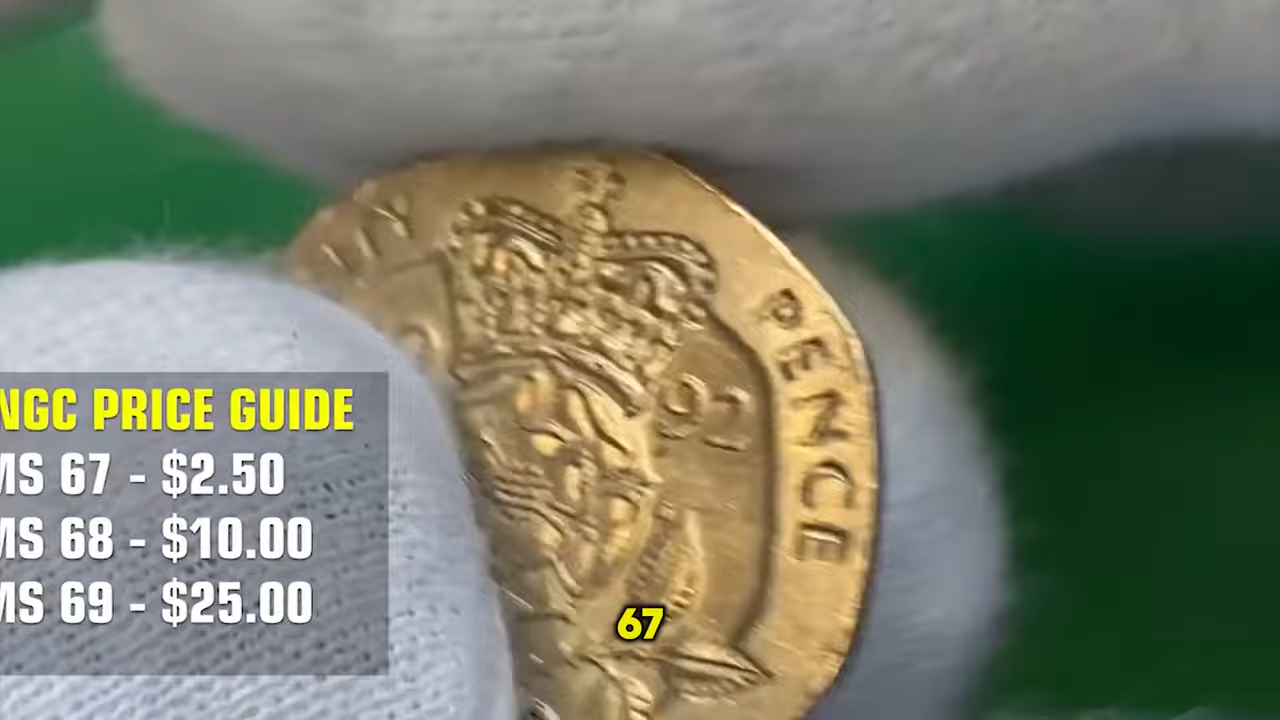 NGC PRICE GUIDE
MS 67 - $2.50
MS 68 - $10.00
MS 69 - $25.00
PENCE
92
67